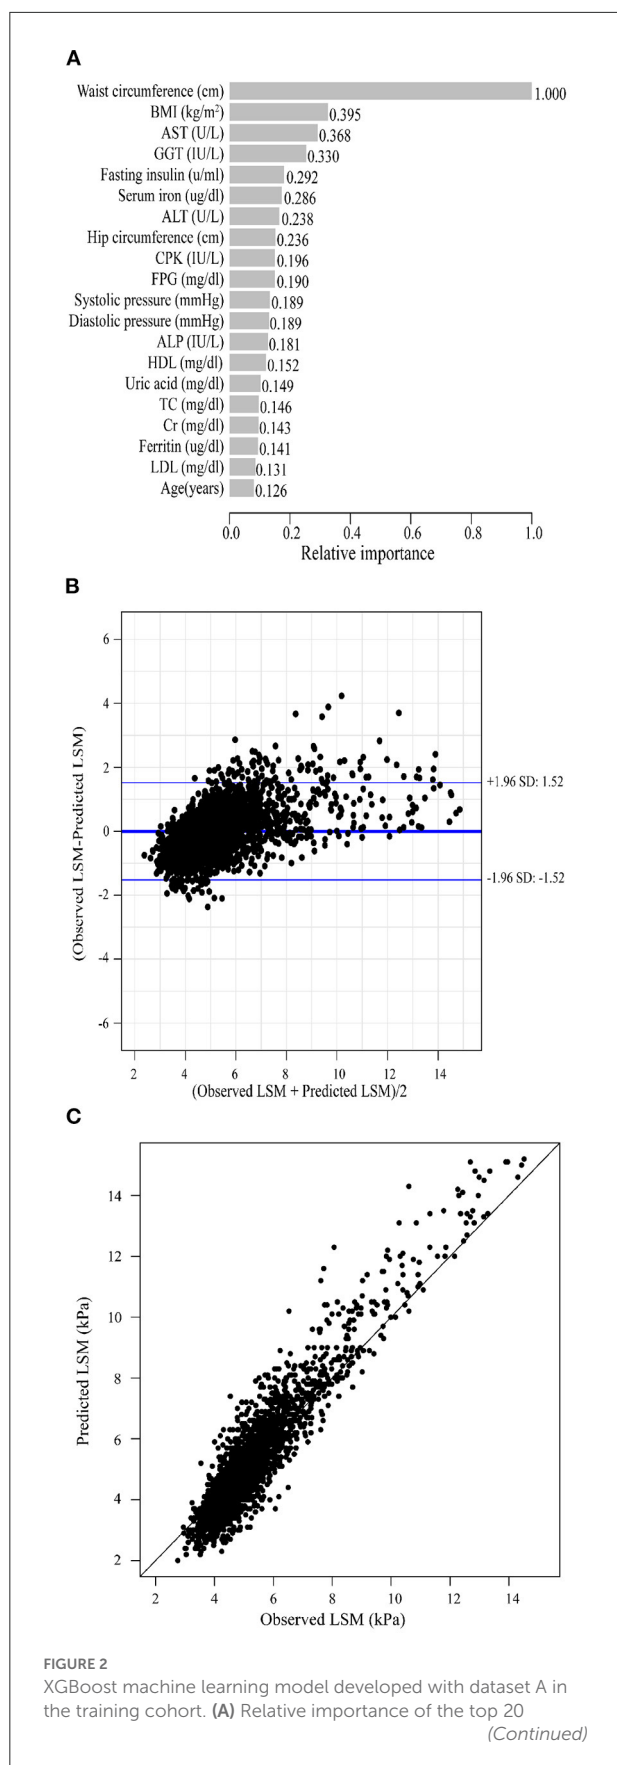 A
Waist circumference (cm) 1.000
BMI (kg/m²) 0.395
AST (U/L) 0.368
GGT (IU/L) 0.330
Fasting insulin (u/ml) 0.292
Serum iron (ug/dl) 0.286
ALT (U/L) 0.238
Hip circumference (cm) 0.236
CPK (IU/L) 0.196
FPG (mg/dl) 0.190
Systolic pressure (mmHg) 0.189
Diastolic pressure (mmHg) 0.189
ALP (IU/L) 0.181
HDL (mg/dl) 0.152
Uric acid (mg/dl) 0.149
TC (mg/dl) 0.146
Cr (mg/dl) 0.143
Ferritin (ug/dl) 0.141
LDL (mg/dl) 0.131
Age(years) 0.126
0.0 0.2 0.4 0.6 0.8 1.0
Relative importance
B
(Observed LSM-Predicted LSM)
6
4
2
0
-2
-4
-6
+1.96 SD: 1.52
-1.96 SD: -1.52
2 4 6 8 10 12 14
(Observed LSM + Predicted LSM)/2
C
Predicted LSM (kPa)
14
12
10
8
6
4
2
2 4 6 8 10 12 14
Observed LSM (kPa)
FIGURE 2
XGBoost machine learning model developed with dataset A in
the training cohort. (A) Relative importance of the top 20
(Continued)